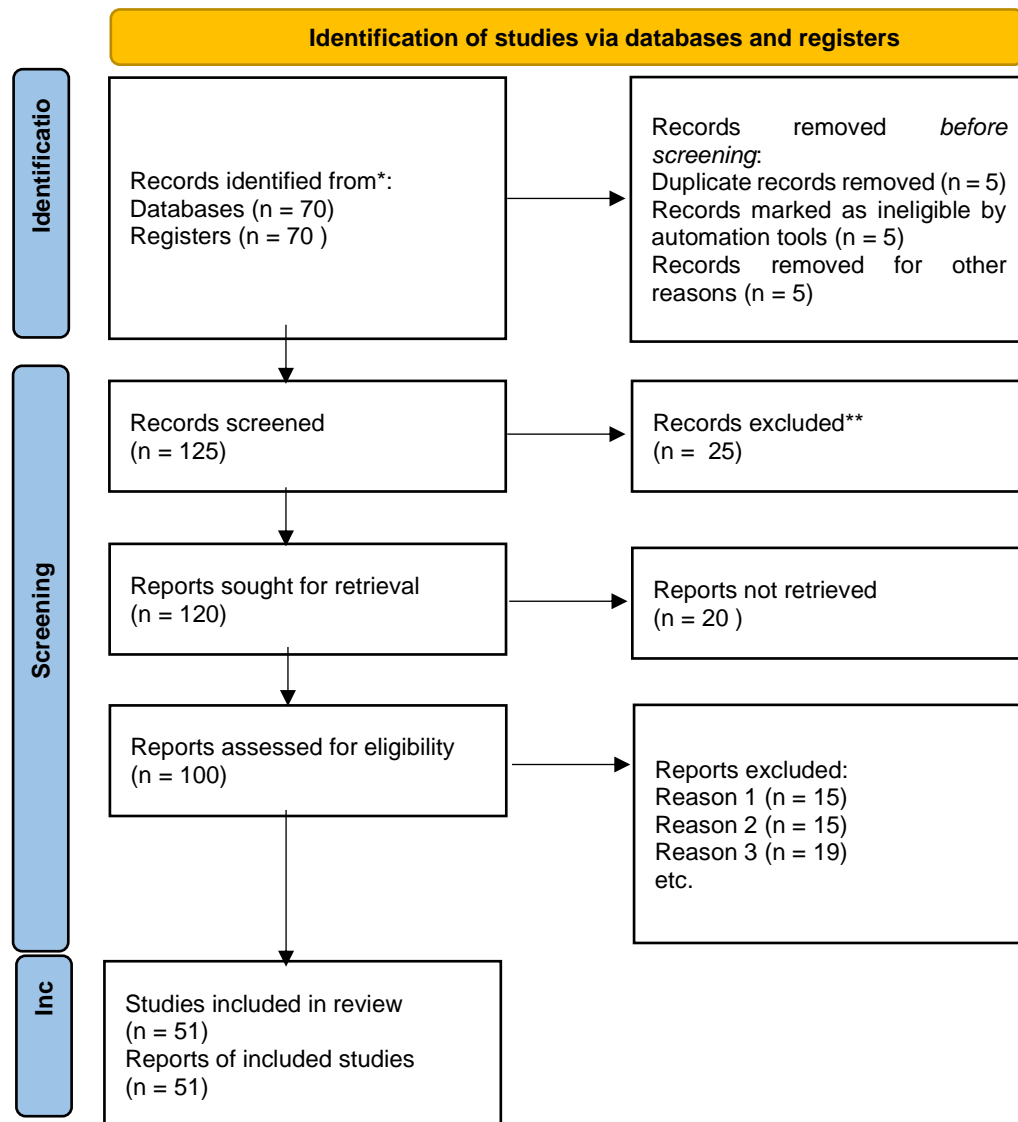 Identification of studies via databases and registers
Identificatio
Records identified from*:
Databases (n = 70)
Registers (n = 70 )
Records removed before
screening:
Duplicate records removed (n = 5)
Records marked as ineligible by
automation tools (n = 5)
Records removed for other
reasons (n = 5)
Screening
Records screened
(n = 125)
Records excluded**
(n =  25)
Reports sought for retrieval
(n = 120)
Reports not retrieved
(n = 20 )
Reports assessed for eligibility
(n = 100)
Reports excluded:
Reason 1 (n = 15)
Reason 2 (n = 15)
Reason 3 (n = 19)
etc.
Inc
Studies included in review
(n = 51)
Reports of included studies
(n = 51)